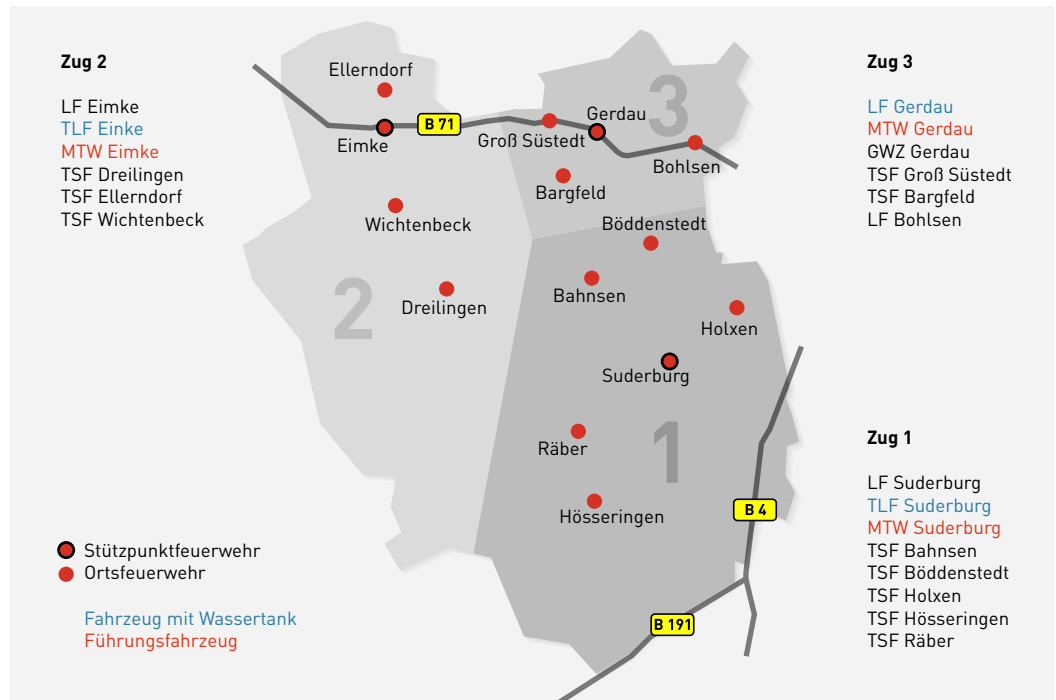 Zug 2
LF Eimke
TLF Einke
MTW Eimke
TSF Dreilingen
TSF Ellerndorf
TSF Wichtenbeck
Ellerndorf
B 71
Eimke
Wichtenbeck
Dreilingen
2
3
Gerdau
Groß Süstedt
Bohlsen
Bargfeld
Böddenstedt
Bahnsen
Holxen
Suderburg
1
Räber
Hösseringen
B 4
B 191
Zug 3
LF Gerdau
MTW Gerdau
GWZ Gerdau
TSF Groß Süstedt
TSF Bargfeld
LF Bohlsen
Zug 1
LF Suderburg
TLF Suderburg
MTW Suderburg
TSF Bahnsen
TSF Böddenstedt
TSF Holxen
TSF Hösseringen
TSF Räber
Stützpunktfeuerwehr
Ortsfeuerwehr
Fahrzeug mit Wassertank
Führungsfahrzeug